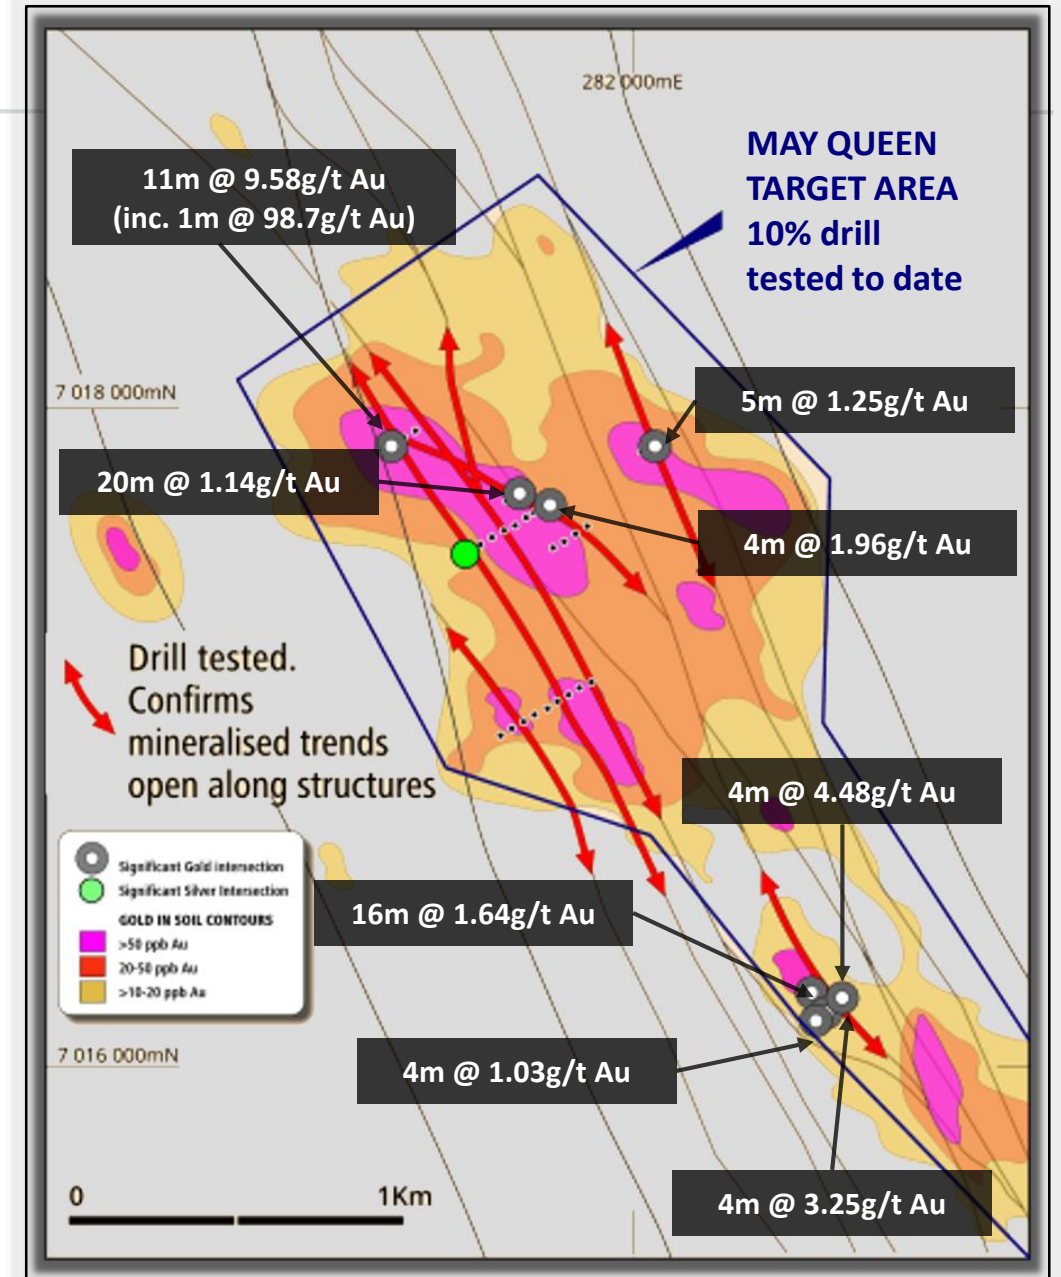 282 000mE
MAY QUEEN
TARGET AREA
10% drill
tested to date
11m @ 9.58g/t Au
(inc. 1m @ 98.7g/t Au)
7 018 000mN
5m @ 1.25g/t Au
20m @ 1.14g/t Au
4m @ 1.96g/t Au
Drill tested.
Confirms
mineralised trends
open along structures
4m @ 4.48g/t Au
Significant Gold intersection
Significant Silver Intersection
GOLD IN SOIL CONTOURS
>50 ppb Au
20-50 ppb Au
>10-20 ppb Au
16m @ 1.64g/t Au
7 016 000mN
4m @ 1.03g/t Au
4m @ 3.25g/t Au
0 1Km